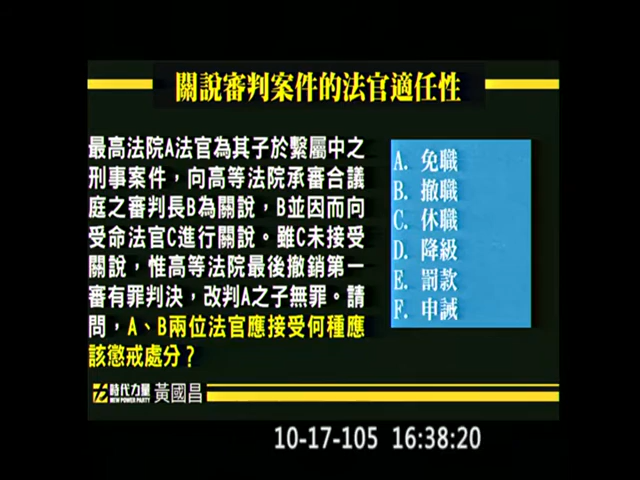 關說審判案件的法官適任性
最高法院A法官為其子於繫屬中之
刑事案件，向高等法院承審合議
庭之審判長B為關說，B並因而向
受命法官C進行關說。雖C未接受
關說，惟高等法院最後撤銷第一
審有罪判決，改判A之子無罪。請
問，A、B兩位法官應接受何種應
該懲戒處分？
A. 免職
B. 撤職
C. 休職
D. 降級
E. 罰款
F. 申誡
時代力量 黃國昌
NEW POWER PARTY
10-17-105 16:38:20